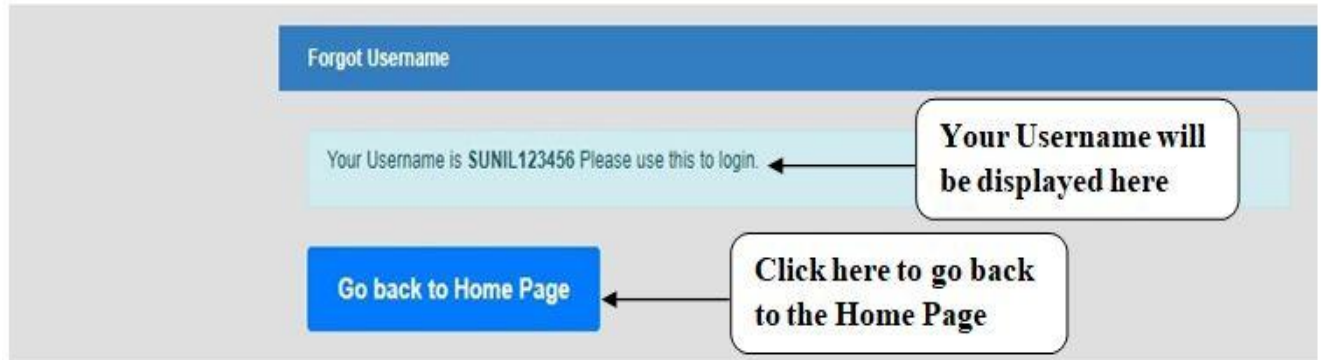 Forgot Username
Your Username is SUNIL123456 Please use this to login.
Your Username will
be displayed here
Go back to Home Page
Click here to go back
to the Home Page